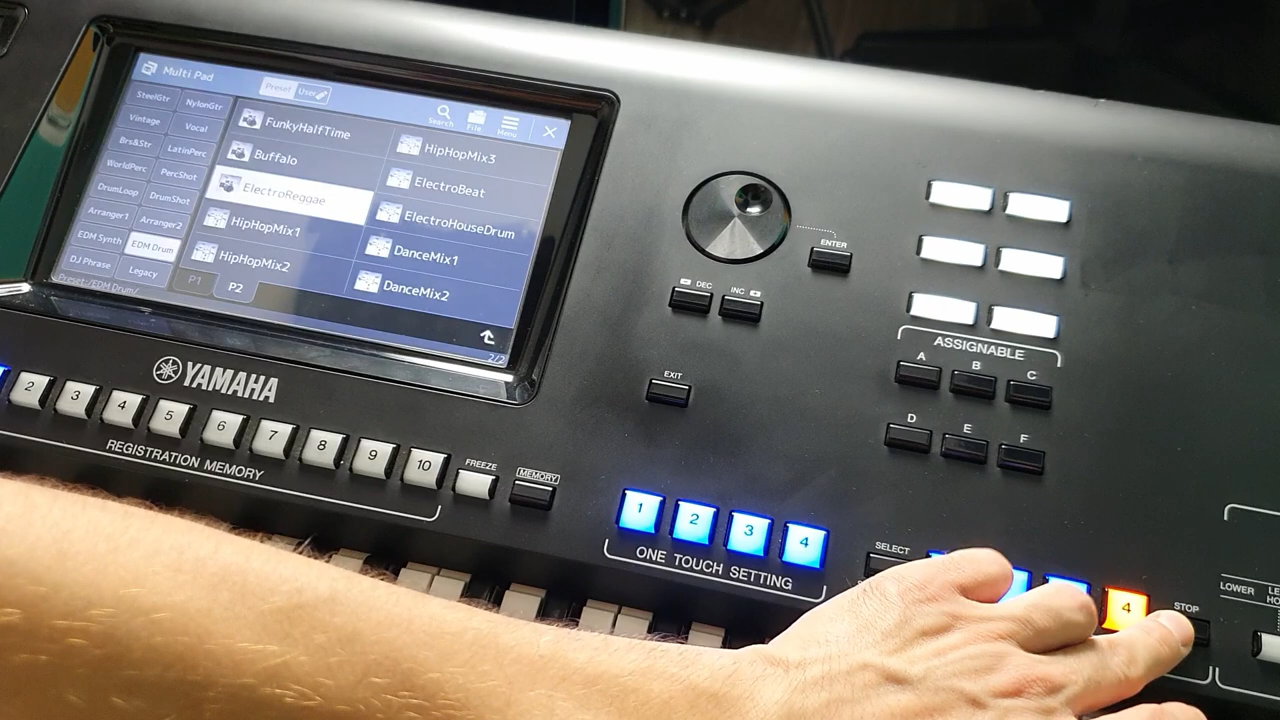 Multi Pad
Preset User
Search File Menu
SteelGtr NylonGtr
Vintage Vocal
Brs&Str LatinPerc
WorldPerc PercShot
DrumLoop DrumShot
Arranger1 Arranger2
EDM Synth EDM Drum
DJ Phrase Legacy
Preset:/EDM Drum/
FunkyHalfTime
Buffalo
ElectroReggae
HipHopMix1
HipHopMix2
HipHopMix3
ElectroBeat
ElectroHouseDrum
DanceMix1
DanceMix2
P1 P2
2/2
YAMAHA
2 3 4 5 6 7 8 9 10
REGISTRATION MEMORY
FREEZE
MEMORY
DEC INC
ENTER
EXIT
ASSIGNABLE
A B C
D E F
1 2 3 4
ONE TOUCH SETTING
SELECT
4
STOP
LOWER